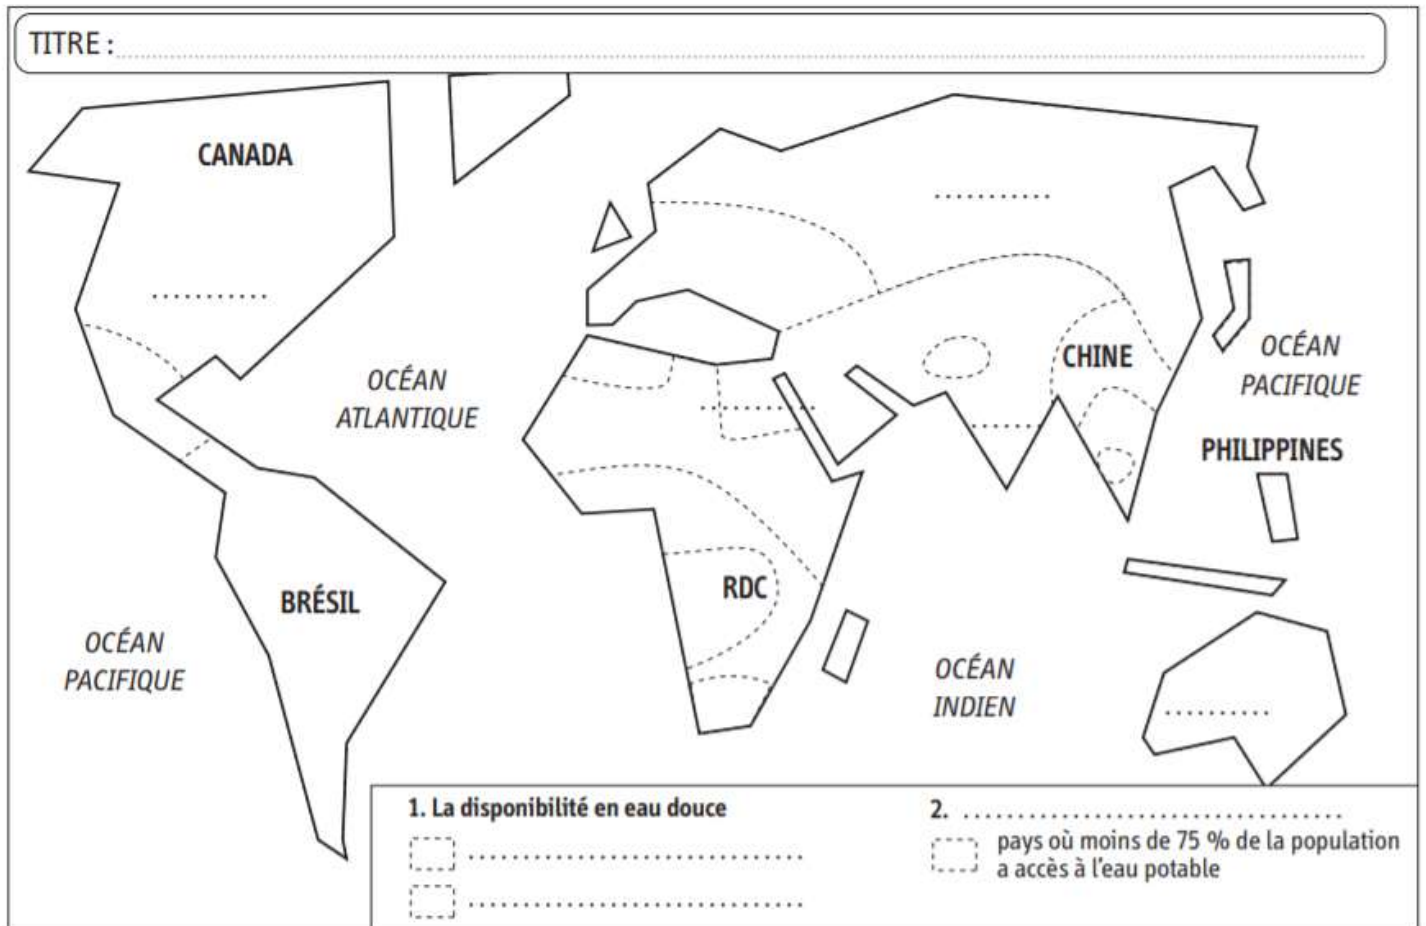 TITRE :
CANADA
OCÉAN
ATLANTIQUE
CHINE
OCÉAN
PACIFIQUE
PHILIPPINES
BRÉSIL
RDC
OCÉAN
PACIFIQUE
OCÉAN
INDIEN
1. La disponibilité en eau douce
2.
pays où moins de 75 % de la population
a accès à l'eau potable